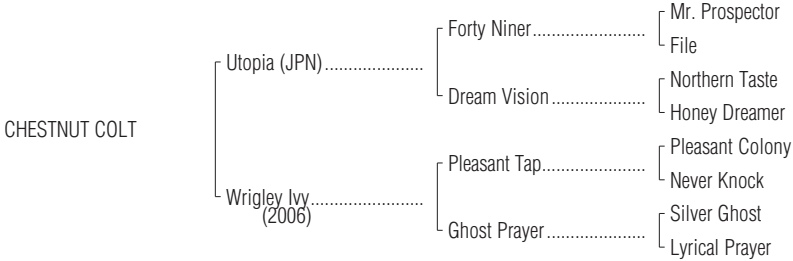 Mr. Prospector
Forty Niner
File
Utopia (JPN)
Northern Taste
Dream Vision
Honey Dreamer
CHESTNUT COLT
Pleasant Colony
Pleasant Tap
Never Knock
Wrigley Ivy
(2006)
Silver Ghost
Ghost Prayer
Lyrical Prayer